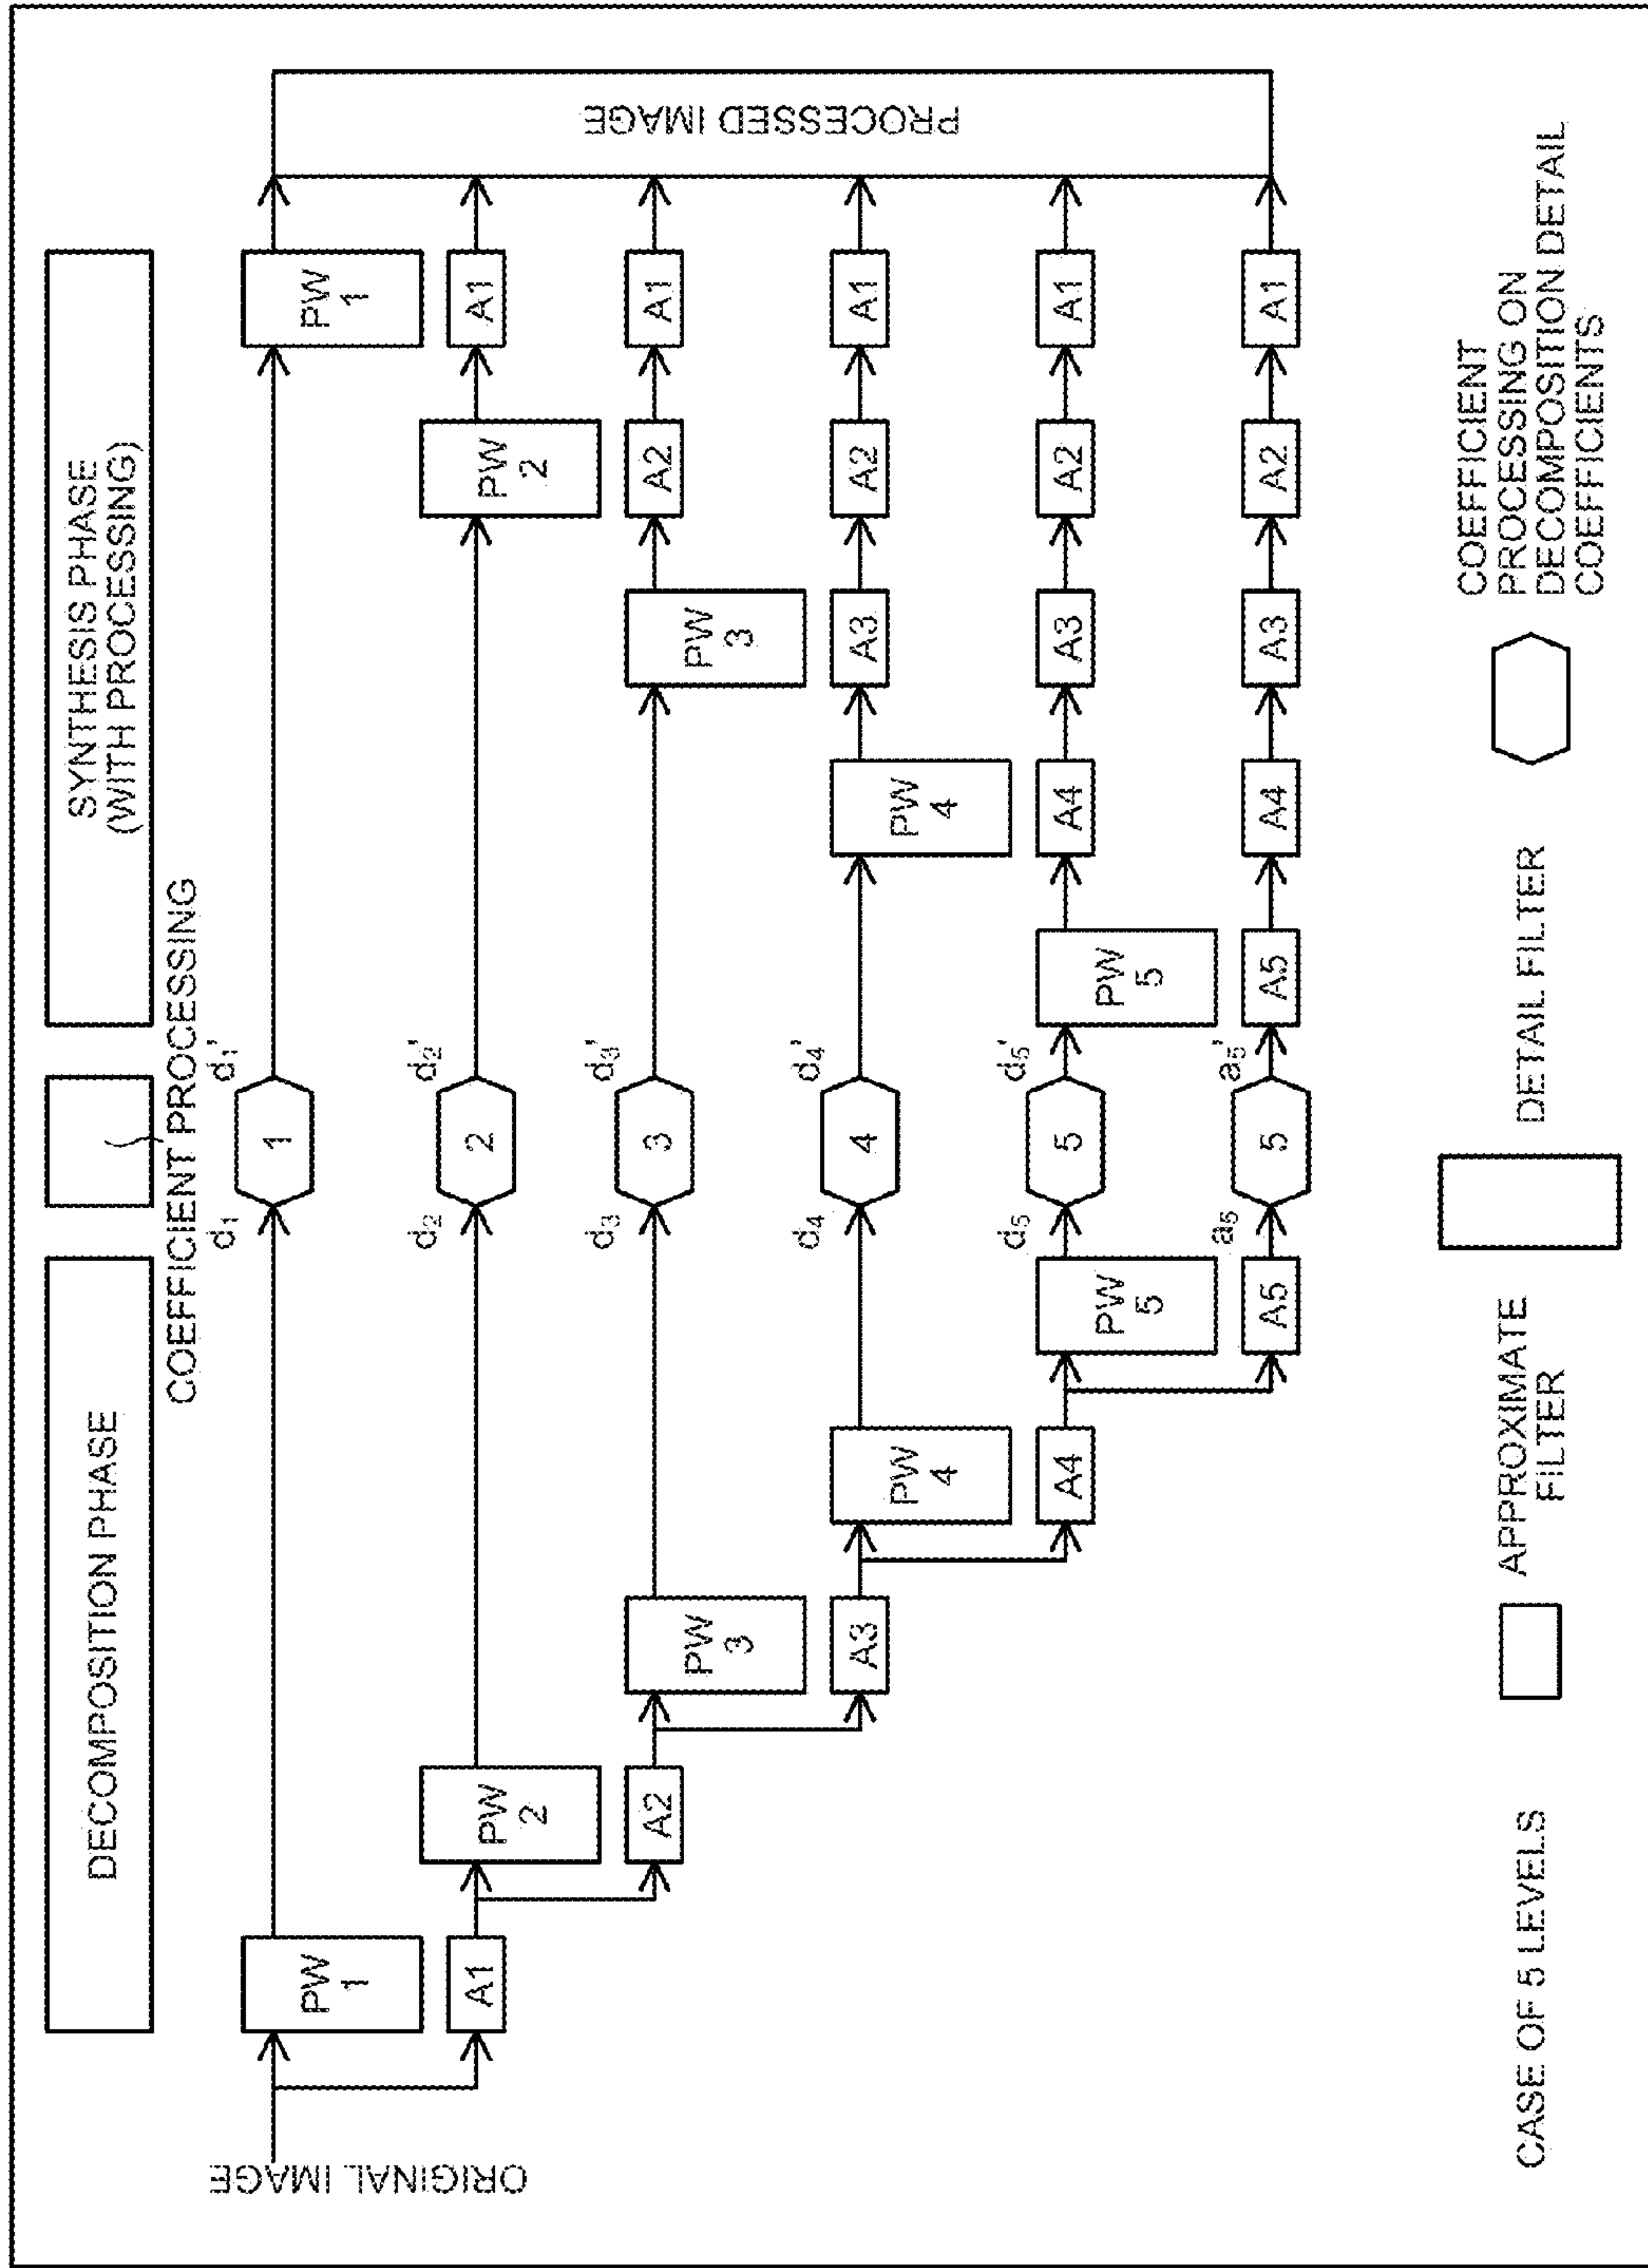 DECOMPOSITION PHASE
SYNTHESIS PHASE
(WITH PROCESSING)
COEFFICIENT PROCESSING
ORIGINAL IMAGE
PW
1
d₁
1
d₁'
PW
1
A1
PW
2
d₂
2
d₂'
PW
2
A1
A2
PW
3
d₃
3
d₃'
PW
3
A2
A1
A3
PW
4
d₄
4
d₄'
PW
4
A3
A2
A1
A4
PW
5
d₅
5
d₅'
PW
5
A4
A3
A2
A1
A5
a₅
5
a₅'
A5
A4
A3
A2
A1
PROCESSED IMAGE
CASE OF 5 LEVELS
APPROXIMATE
FILTER
DETAIL FILTER
COEFFICIENT
PROCESSING ON
DECOMPOSITION DETAIL
COEFFICIENTS